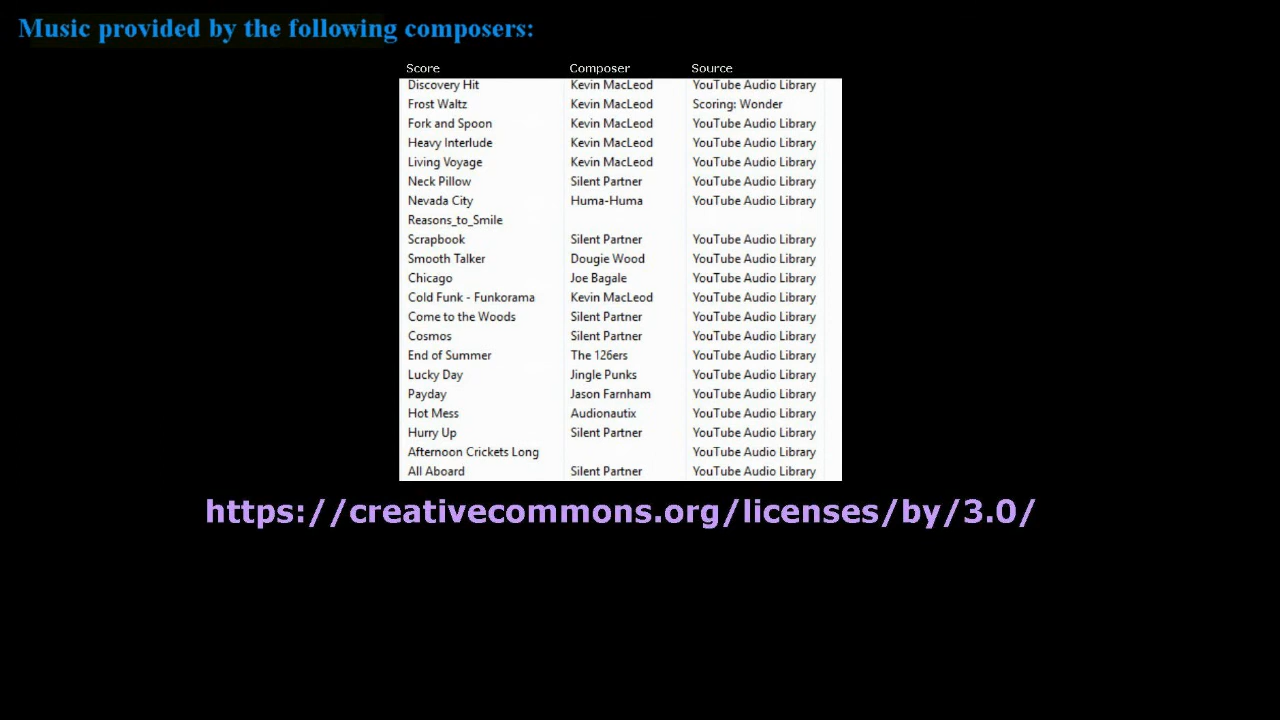 Music provided by the following composers:
Score Composer Source
Discovery Hit Kevin MacLeod YouTube Audio Library
Frost Waltz Kevin MacLeod Scoring: Wonder
Fork and Spoon Kevin MacLeod YouTube Audio Library
Heavy Interlude Kevin MacLeod YouTube Audio Library
Living Voyage Kevin MacLeod YouTube Audio Library
Neck Pillow Silent Partner YouTube Audio Library
Nevada City Huma-Huma YouTube Audio Library
Reasons_to_Smile
Scrapbook Silent Partner YouTube Audio Library
Smooth Talker Dougie Wood YouTube Audio Library
Chicago Joe Bagale YouTube Audio Library
Cold Funk - Funkorama Kevin MacLeod YouTube Audio Library
Come to the Woods Silent Partner YouTube Audio Library
Cosmos Silent Partner YouTube Audio Library
End of Summer The 126ers YouTube Audio Library
Lucky Day Jingle Punks YouTube Audio Library
Payday Jason Farnham YouTube Audio Library
Hot Mess Audionautix YouTube Audio Library
Hurry Up Silent Partner YouTube Audio Library
Afternoon Crickets Long YouTube Audio Library
All Aboard Silent Partner YouTube Audio Library
https://creativecommons.org/licenses/by/3.0/